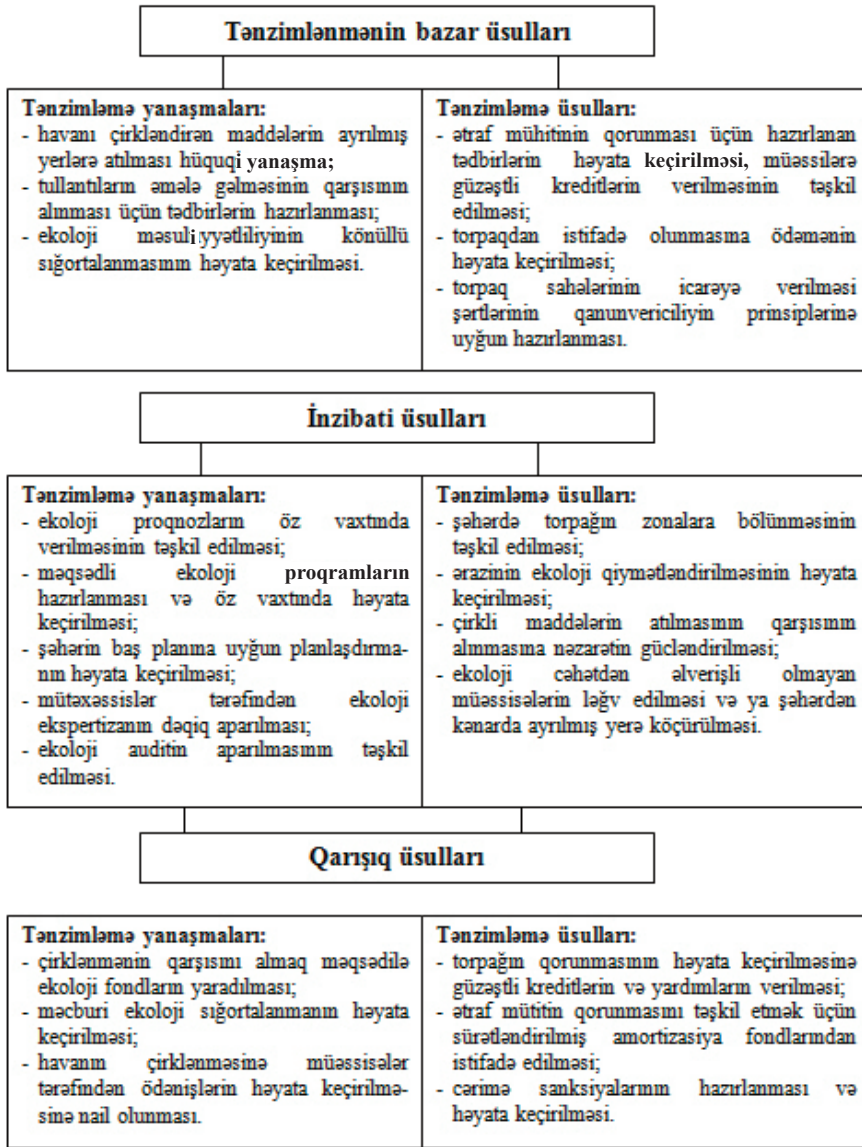 Tənzimlənmənin bazar üsulları
Tənzimləmə yanaşmaları:
- havanı çirkləndirən maddələrin ayrılmış
yerlərə atılması hüquqi yanaşma;
- tullantıların əmələ gəlməsinin qarşısının
alınması üçün tədbirlərin hazırlanması;
- ekoloji məsuliyyətliliyinin könüllü
sığortalanmasının həyata keçirilməsi.
Tənzimləmə üsulları:
- ətraf mühitinin qorunması üçün hazırlanan
tədbirlərin həyata keçirilməsi, müəssilərə
güzəştli kreditlərin verilməsinin təşkil
edilməsi;
- torpaqdan istifadə olunmasına ödəmənin
həyata keçirilməsi;
- torpaq sahələrinin icarəyə verilməsi
şərtlərinin qanunvericiliyin prinsiplərinə
uyğun hazırlanması.
İnzibati üsulları
Tənzimləmə yanaşmaları:
- ekoloji proqnozların öz vaxtında
verilməsinin təşkil edilməsi;
- məqsədli ekoloji proqramların
hazırlanması və öz vaxtında həyata
keçirilməsi;
- şəhərin baş planına uyğun planlaşdırma-
nın həyata keçirilməsi;
- mütəxəssislər tərəfindən ekoloji
ekspertizanın dəqiq aparılması;
- ekoloji auditin aparılmasının təşkil
edilməsi.
Tənzimləmə üsulları:
- şəhərdə torpağın zonalara bölünməsinin
təşkil edilməsi;
- ərazinin ekoloji qiymətləndirilməsinin həyata
keçirilməsi;
- çirkli maddələrin atılmasının qarşısının
alınmasına nəzarətin gücləndirilməsi;
- ekoloji cəhətdən əlverişli olmayan
müəssisələrin ləğv edilməsi və ya şəhərdən
kənarda ayrılmış yerə köçürülməsi.
Qarışıq üsulları
Tənzimləmə yanaşmaları:
- çirklənmənin qarşısını almaq məqsədilə
ekoloji fondların yaradılması;
- məcburi ekoloji sığortalanmanın həyata
keçirilməsi;
- havanın çirklənməsinə müəssisələr
tərəfindən ödənişlərin həyata keçirilmə-
sinə nail olunması.
Tənzimləmə üsulları:
- torpağın qorunmasının həyata keçirilməsinə
güzəştli kreditlərin və yardımların verilməsi;
- ətraf mütitin qorunmasını təşkil etmək üçün
sürətləndirilmiş amortizasiya fondlarından
istifadə edilməsi;
- cərimə sanksiyalarının hazırlanması və
həyata keçirilməsi.